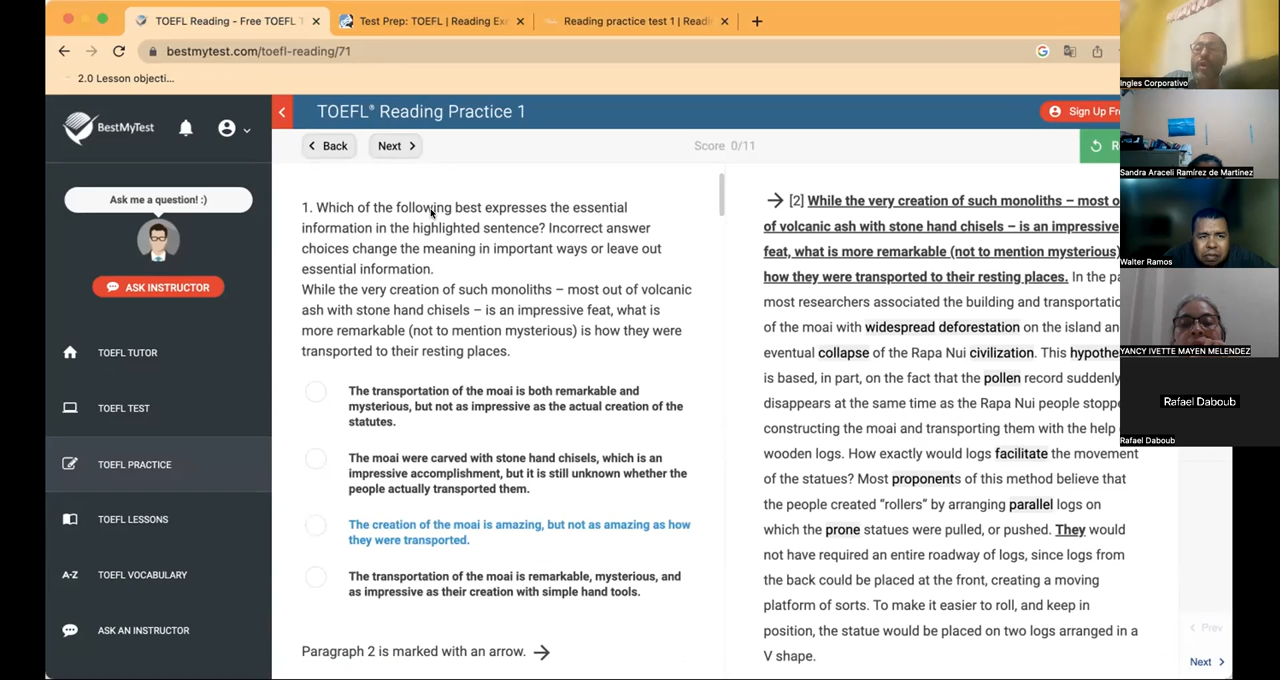 TOEFL Reading - Free TOEFL T
Test Prep: TOEFL | Reading Ex
Reading practice test 1 | Readi
bestmytest.com/toefl-reading/71
2.0 Lesson objecti...
BestMyTest
Ask me a question! :)
ASK INSTRUCTOR
TOEFL TUTOR
TOEFL TEST
TOEFL PRACTICE
TOEFL LESSONS
A-Z TOEFL VOCABULARY
ASK AN INSTRUCTOR
TOEFL® Reading Practice 1
Sign Up Fr
Back
Next
Score 0/11
R
1. Which of the following best expresses the essential
information in the highlighted sentence? Incorrect answer
choices change the meaning in important ways or leave out
essential information.
While the very creation of such monoliths – most out of volcanic
ash with stone hand chisels – is an impressive feat, what is
more remarkable (not to mention mysterious) is how they were
transported to their resting places.
The transportation of the moai is both remarkable and
mysterious, but not as impressive as the actual creation of the
statutes.
The moai were carved with stone hand chisels, which is an
impressive accomplishment, but it is still unknown whether the
people actually transported them.
The creation of the moai is amazing, but not as amazing as how
they were transported.
The transportation of the moai is remarkable, mysterious, and
as impressive as their creation with simple hand tools.
Paragraph 2 is marked with an arrow. →
→ [2] While the very creation of such monoliths – most o
of volcanic ash with stone hand chisels – is an impressive
feat, what is more remarkable (not to mention mysterious)
how they were transported to their resting places. In the pa
most researchers associated the building and transportatio
of the moai with widespread deforestation on the island an
eventual collapse of the Rapa Nui civilization. This hypothe
is based, in part, on the fact that the pollen record suddenly
disappears at the same time as the Rapa Nui people stoppe
constructing the moai and transporting them with the help
wooden logs. How exactly would logs facilitate the movement
of the statues? Most proponents of this method believe that
the people created “rollers” by arranging parallel logs on
which the prone statues were pulled, or pushed. They would
not have required an entire roadway of logs, since logs from
the back could be placed at the front, creating a moving
platform of sorts. To make it easier to roll, and keep in
position, the statue would be placed on two logs arranged in a
V shape.
Prev
Next
Ingles Corporativo
Sandra Araceli Ramírez de Martinez
Walter Ramos
YANCY IVETTE MAYEN MELENDEZ
Rafael Daboub
Rafael Daboub